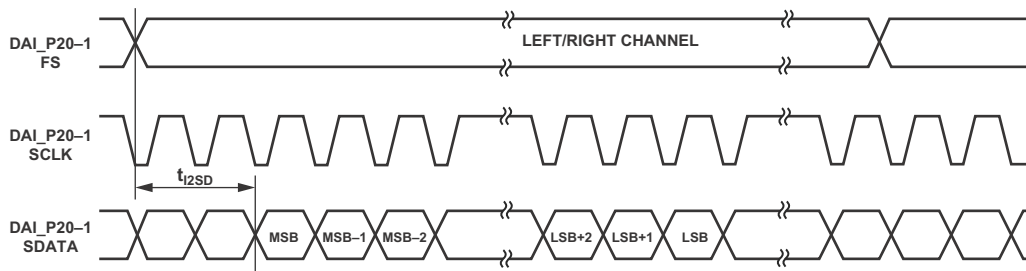 DAI_P20–1
FS
LEFT/RIGHT CHANNEL
DAI_P20–1
SCLK
tI2SD
DAI_P20–1
SDATA
MSB
MSB–1
MSB–2
LSB+2
LSB+1
LSB